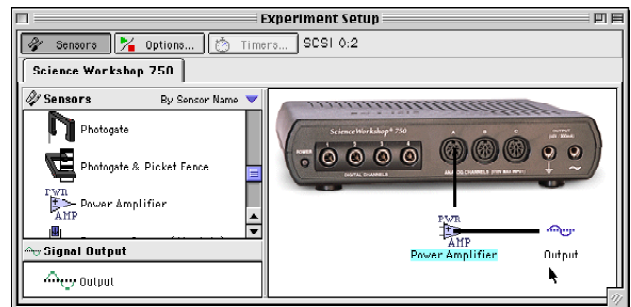 Experiment Setup
Sensors
Options...
Timers...
SCSI 0:2
Science Workshop 750
Sensors
By Sensor Name
Photogate
Photogate & Picket Fence
PWR
AMP
Power Amplifier
Signal Output
Output
ScienceWorkshop® 750
POWER
1 2 3 4
DIGITAL CHANNELS
A B C
ANALOG CHANNELS
OUTPUT
PWR
AMP
Power Amplifier
Output